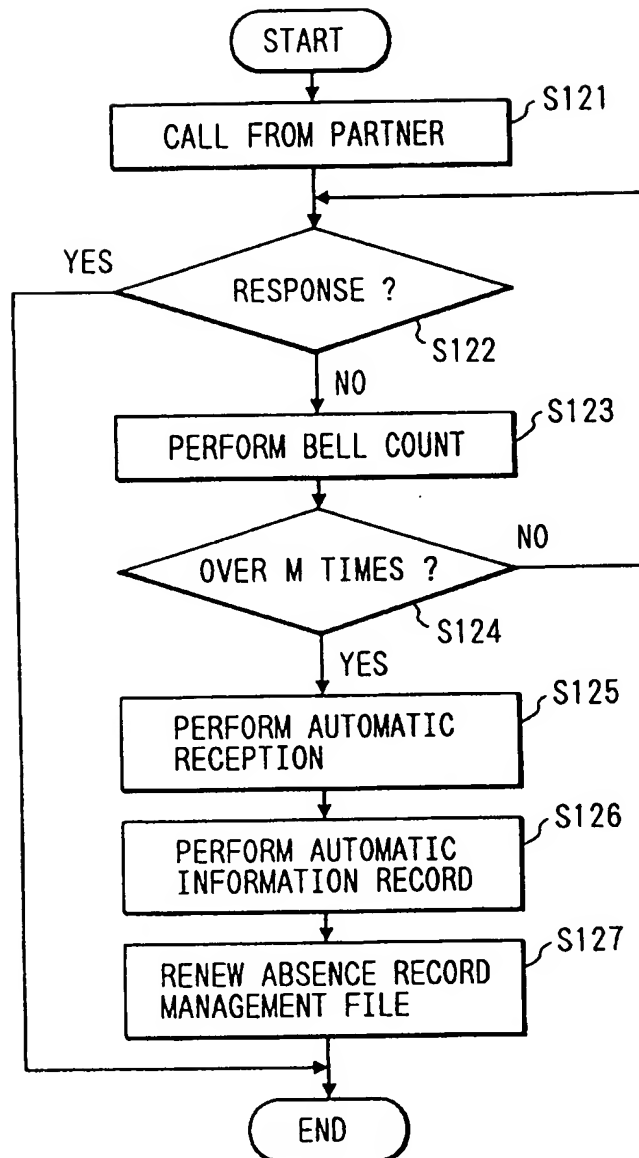 START
S121
CALL FROM PARTNER
YES
RESPONSE ?
S122
NO
S123
PERFORM BELL COUNT
NO
OVER M TIMES ?
S124
YES
S125
PERFORM AUTOMATIC
RECEPTION
S126
PERFORM AUTOMATIC
INFORMATION RECORD
S127
RENEW ABSENCE RECORD
MANAGEMENT FILE
END